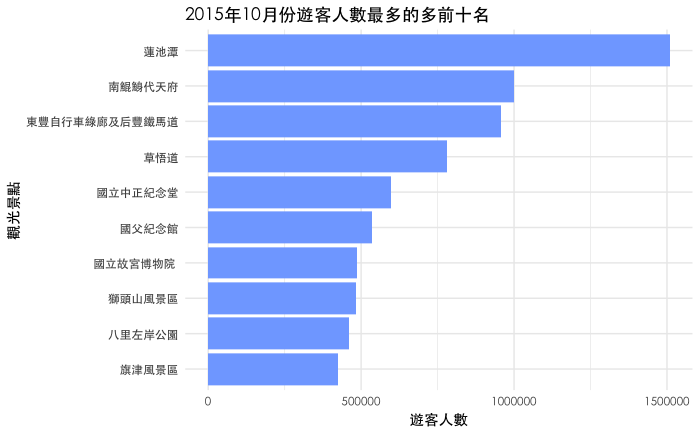 2015年10月份遊客人數最多的多前十名
觀光景點
蓮池潭
南鯤鯓代天府
東豐自行車綠廊及后豐鐵馬道
草悟道
國立中正紀念堂
國父紀念館
國立故宮博物院
獅頭山風景區
八里左岸公園
旗津風景區
0 500000 1000000 1500000
遊客人數